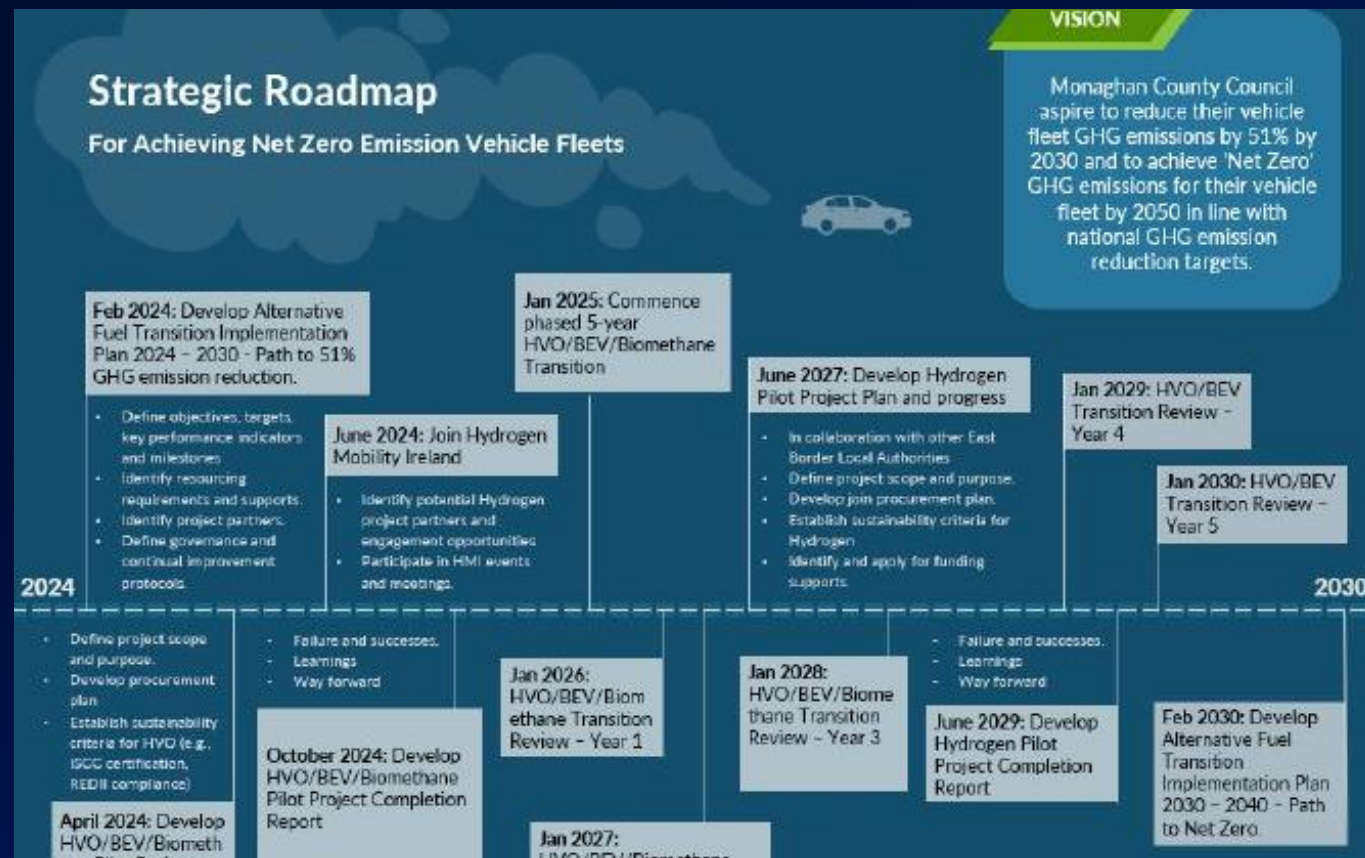 Strategic Roadmap
For Achieving Net Zero Emission Vehicle Fleets
VISION
Monaghan County Council
aspire to reduce their vehicle
fleet GHG emissions by 51% by
2030 and to achieve 'Net Zero'
GHG emissions for their vehicle
fleet by 2050 in line with
national GHG emission
reduction targets.
Feb 2024: Develop Alternative
Fuel Transition Implementation
Plan 2024 – 2030 - Path to 51%
GHG emission reduction.
• Define objectives, targets,
key performance indicators
and milestones
• Identify resourcing
requirements and supports.
• Identify project partners.
• Define governance and
continual improvement
protocols.
June 2024: Join Hydrogen
Mobility Ireland
• Identify potential Hydrogen
project partners and
engagement opportunities
• Participate in HMI events
and meetings.
Jan 2025: Commence
phased 5-year
HVO/BEV/Biomethane
Transition
June 2027: Develop Hydrogen
Pilot Project Plan and progress
• In collaboration with other East
Border Local Authorities
• Define project scope and purpose.
• Develop join procurement plan.
• Establish sustainability criteria for
Hydrogen
• Identify and apply for funding
supports.
Jan 2029: HVO/BEV
Transition Review –
Year 4
Jan 2030: HVO/BEV
Transition Review –
Year 5
2024
2030
• Define project scope
and purpose.
• Develop procurement
plan
• Establish sustainability
criteria for HVO (e.g.,
ISCC certification,
REDII compliance)
April 2024: Develop
HVO/BEV/Biometh
- Failure and successes.
- Learnings
- Way forward
October 2024: Develop
HVO/BEV/Biomethane
Pilot Project Completion
Report
Jan 2026:
HVO/BEV/Biom
ethane Transition
Review – Year 1
Jan 2027:
HVO/BEV/Biomethane
Jan 2028:
HVO/BEV/Biome
thane Transition
Review – Year 3
- Failure and successes.
- Learnings
- Way forward
June 2029: Develop
Hydrogen Pilot
Project Completion
Report
Feb 2030: Develop
Alternative Fuel
Transition
Implementation Plan
2030 – 2040 – Path
to Net Zero.